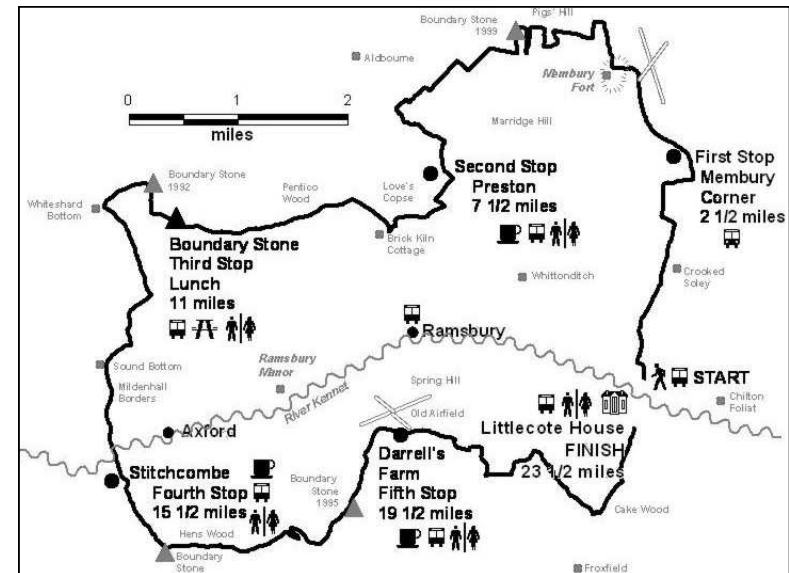 Boundary Stone
1999
Pigs' Hill
Aldbourne
Membury
Fort
0
1
2
miles
Marridge Hill
Boundary Stone
1992
Pentico
Wood
Love's
Copse
Second Stop
Preston
7 1/2 miles
First Stop
Membury
Corner
2 1/2 miles
Whiteshard
Bottom
Brick Kiln
Cottage
Boundary Stone
Third Stop
Lunch
11 miles
Whittonditch
Crooked
Soley
Ramsbury
Sound Bottom
Mildenhall
Borders
Ramsbury
Manor
River Kennet
Spring Hill
START
Chilton
Foliat
Old Airfield
Axford
Littlecote House
FINISH
23 1/2 miles
Stitchcombe
Fourth Stop
15 1/2 miles
Boundary
Stone
1995
Darrell's
Farm
Fifth Stop
19 1/2 miles
Cake Wood
Hens Wood
Boundary
Stone
Froxfield